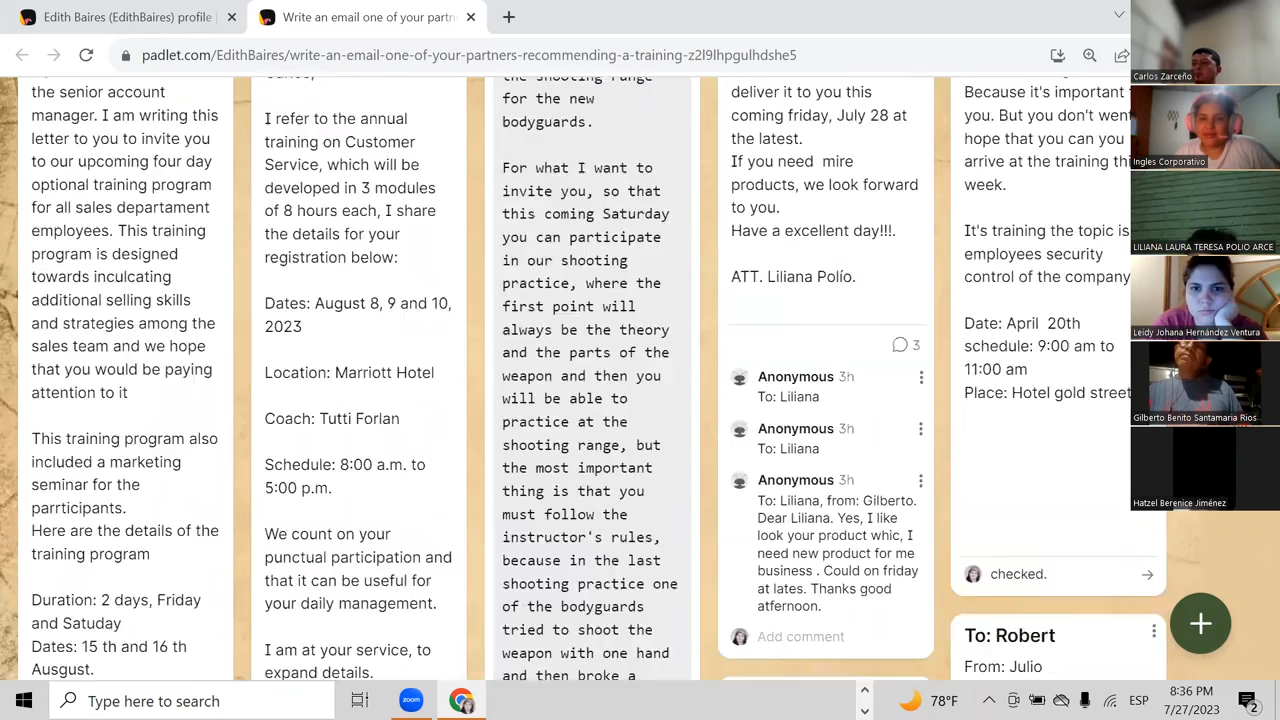 Edith Baires (EdithBaires) profile
Write an email one of your partn
padlet.com/EdithBaires/write-an-email-one-of-your-partners-recommending-a-training-z2l9lhpgulhdshe5
the senior account
manager. I am writing this
letter to you to invite you
to our upcoming four day
optional training program
for all sales departament
employees. This training
program is designed
towards inculcating
additional selling skills
and strategies among the
sales team and we hope
that you would be paying
attention to it
This training program also
included a marketing
seminar for the
parrticipants.
Here are the details of the
training program
Duration: 2 days, Friday
and Satuday
Dates: 15 th and 16 th
Ausgust.
I refer to the annual
training on Customer
Service, which will be
developed in 3 modules
of 8 hours each, I share
the details for your
registration below:
Dates: August 8, 9 and 10,
2023
Location: Marriott Hotel
Coach: Tutti Forlan
Schedule: 8:00 a.m. to
5:00 p.m.
We count on your
punctual participation and
that it can be useful for
your daily management.
I am at your service, to
expand details.
the shooting range
for the new
bodyguards.
For what I want to
invite you, so that
this coming Saturday
you can participate
in our shooting
practice, where the
first point will
always be the theory
and the parts of the
weapon and then you
will be able to
practice at the
shooting range, but
the most important
thing is that you
must follow the
instructor's rules,
because in the last
shooting practice one
of the bodyguards
tried to shoot the
weapon with one hand
and then broke a
deliver it to you this
coming friday, July 28 at
the latest.
If you need mire
products, we look forward
to you.
Have a excellent day!!!.
ATT. Liliana Polío.
3
Anonymous 3h
To: Liliana
Anonymous 3h
To: Liliana
Anonymous 3h
To: Liliana, from: Gilberto.
Dear Liliana. Yes, I like
look your product whic, I
need new product for me
business . Could on friday
at lates. Thanks good
atfernoon.
Add comment
Because it's important
you. But you don't went
hope that you can you
arrive at the training th
week.
It's training the topic is
employees security
control of the company
Date: April 20th
schedule: 9:00 am to
11:00 am
Place: Hotel gold street
checked.
To: Robert
From: Julio
Carlos Zarceño
Ingles Corporativo
LILIANA LAURA TERESA POLIO ARCE
Leidy Johana Hernández Ventura
Gilberto Benito Santamaria Rios
Hatzel Berenice Jiménez
Type here to search
zoom
78°F
ESP
8:36 PM
7/27/2023
2